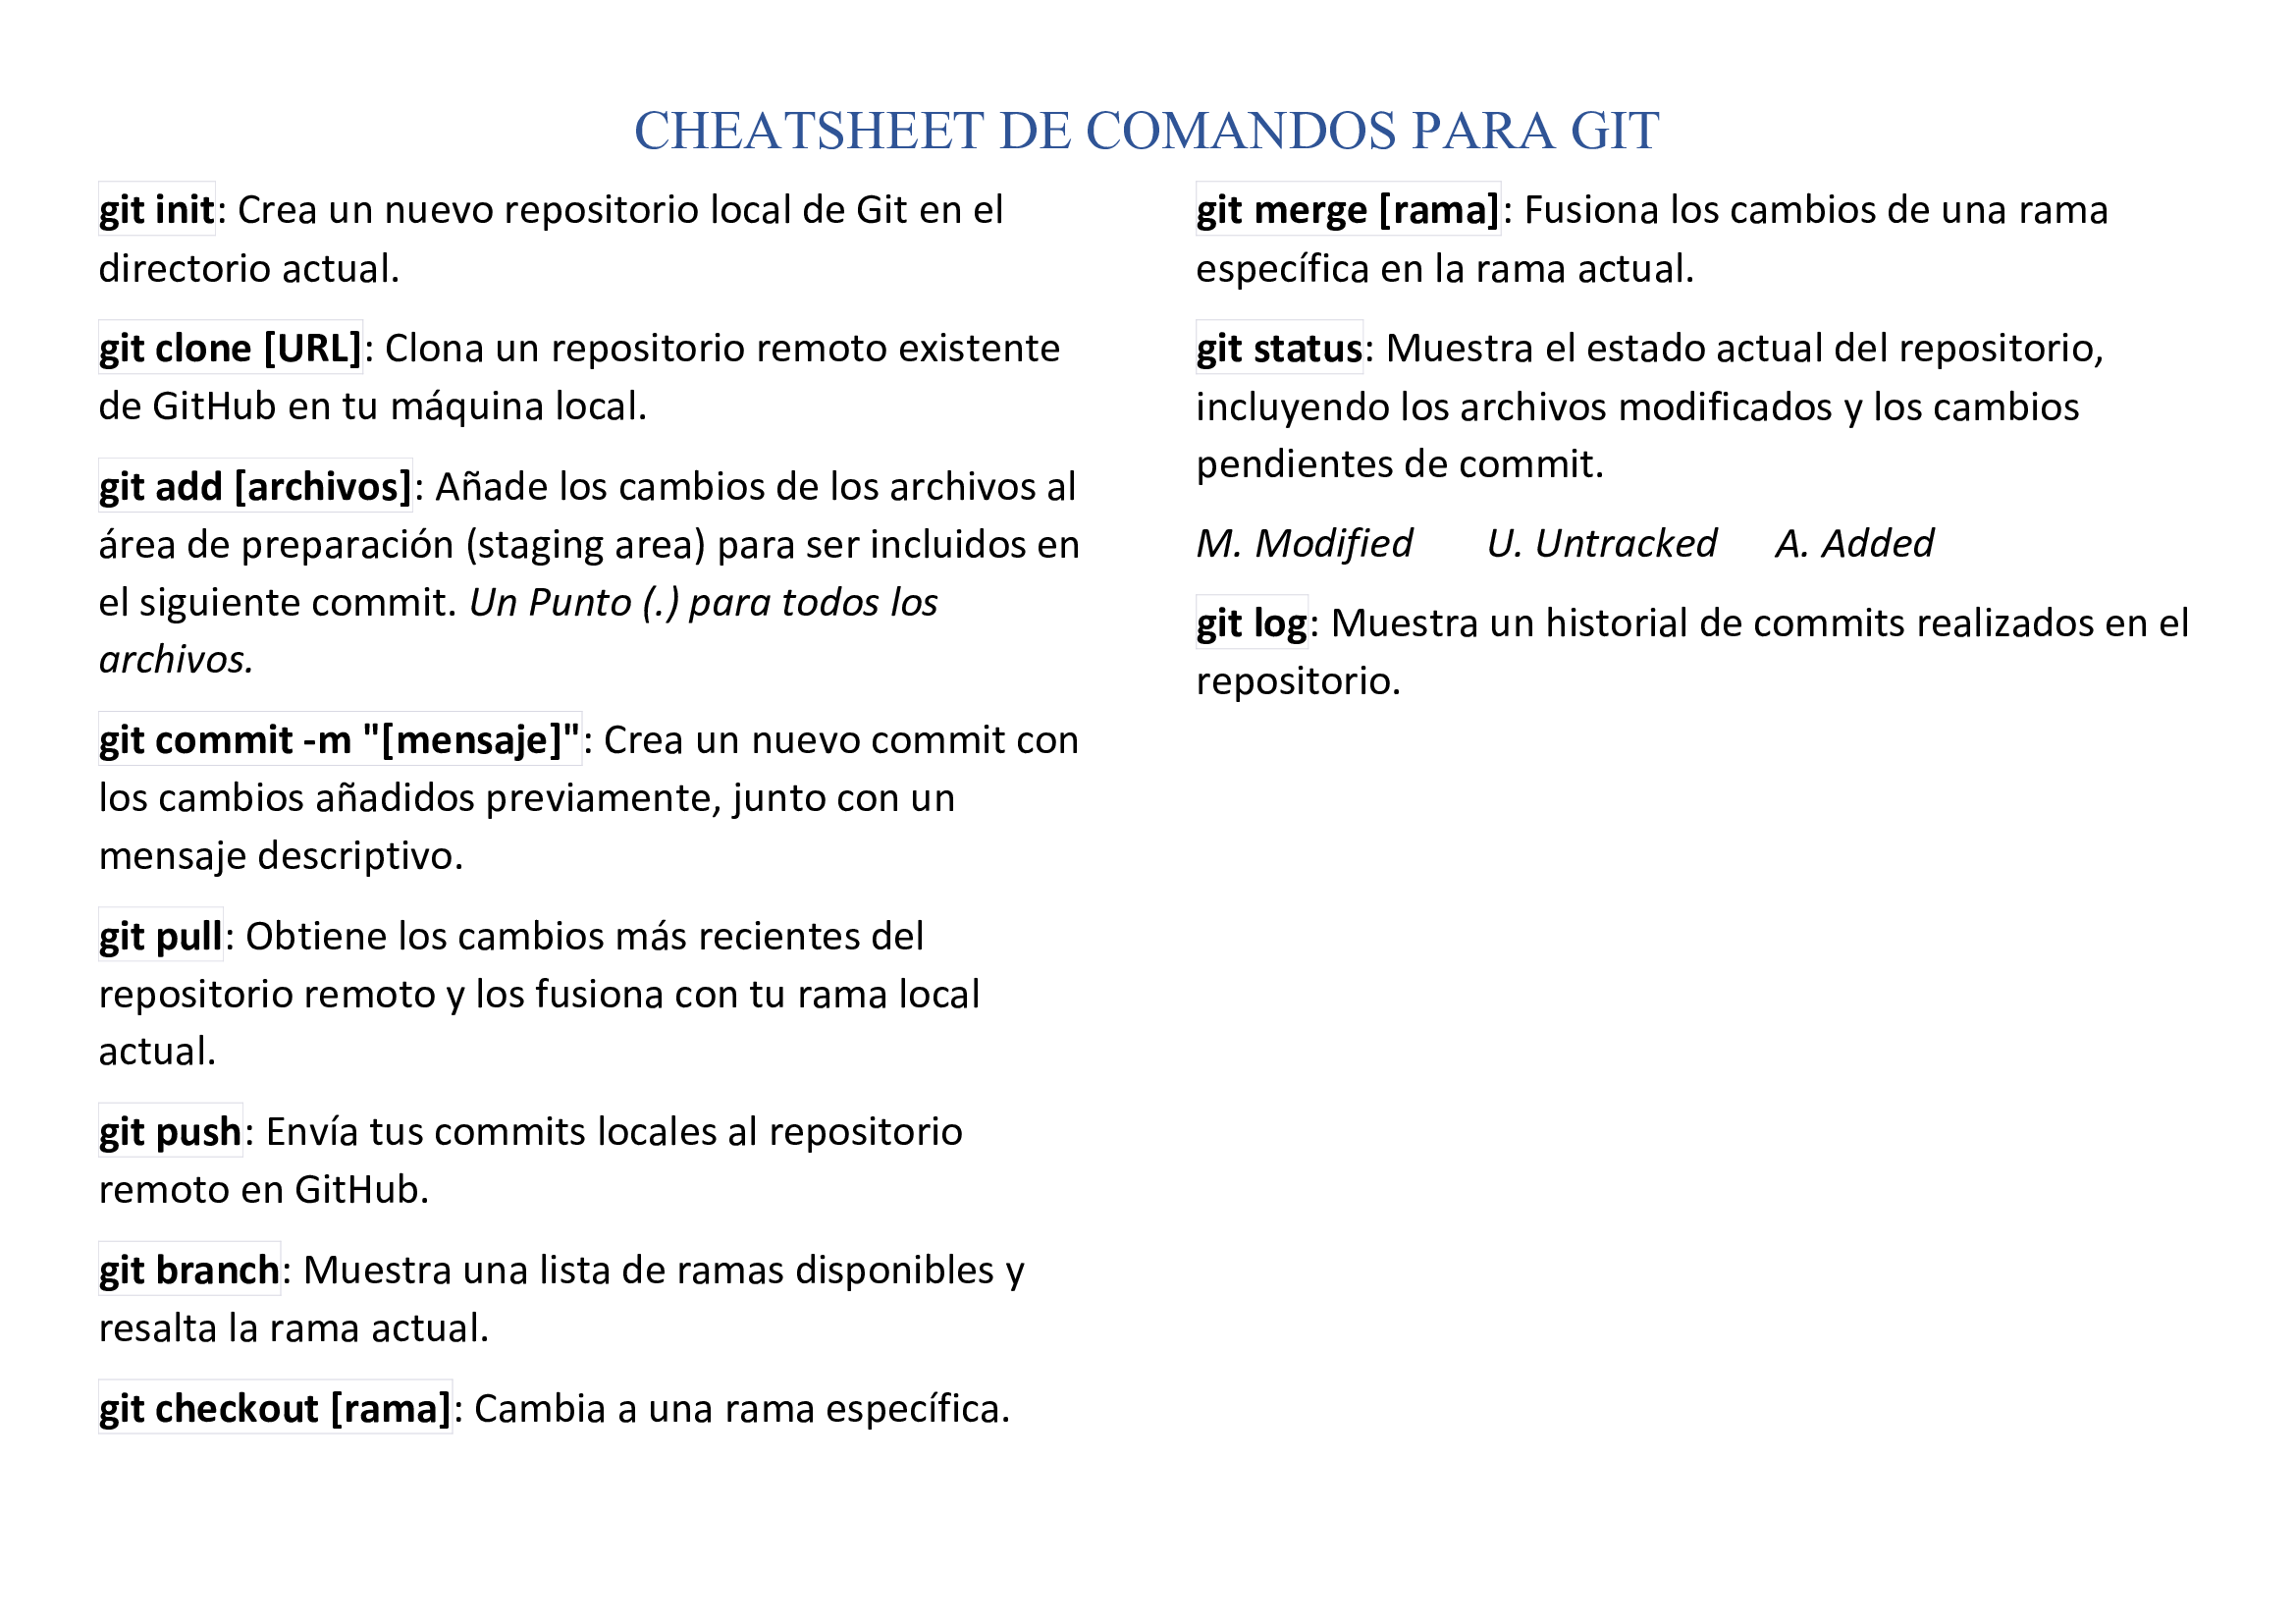 CHEATSHEET DE COMANDOS PARA GIT
git init: Crea un nuevo repositorio local de Git en el
directorio actual.
git clone [URL]: Clona un repositorio remoto existente
de GitHub en tu máquina local.
git add [archivos]: Añade los cambios de los archivos al
área de preparación (staging area) para ser incluidos en
el siguiente commit. Un Punto (.) para todos los
archivos.
git commit -m "[mensaje]": Crea un nuevo commit con
los cambios añadidos previamente, junto con un
mensaje descriptivo.
git pull: Obtiene los cambios más recientes del
repositorio remoto y los fusiona con tu rama local
actual.
git push: Envía tus commits locales al repositorio
remoto en GitHub.
git branch: Muestra una lista de ramas disponibles y
resalta la rama actual.
git checkout [rama]: Cambia a una rama específica.
git merge [rama]: Fusiona los cambios de una rama
específica en la rama actual.
git status: Muestra el estado actual del repositorio,
incluyendo los archivos modificados y los cambios
pendientes de commit.
M. Modified U. Untracked A. Added
git log: Muestra un historial de commits realizados en el
repositorio.